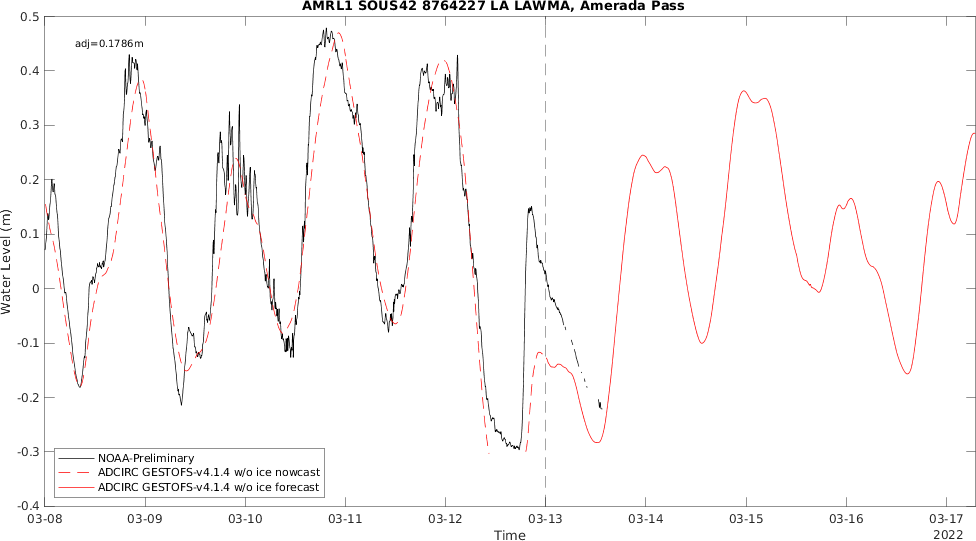 AMRL1 SOUS42 8764227 LA LAWMA, Amerada Pass
adj=0.1786m
0.5
0.4
0.3
0.2
0.1
0
-0.1
-0.2
-0.3
-0.4
Water Level (m)
NOAA-Preliminary
ADCIRC GESTOFS-v4.1.4 w/o ice nowcast
ADCIRC GESTOFS-v4.1.4 w/o ice forecast
03-08 03-09 03-10 03-11 03-12 03-13 03-14 03-15 03-16 03-17
Time
2022